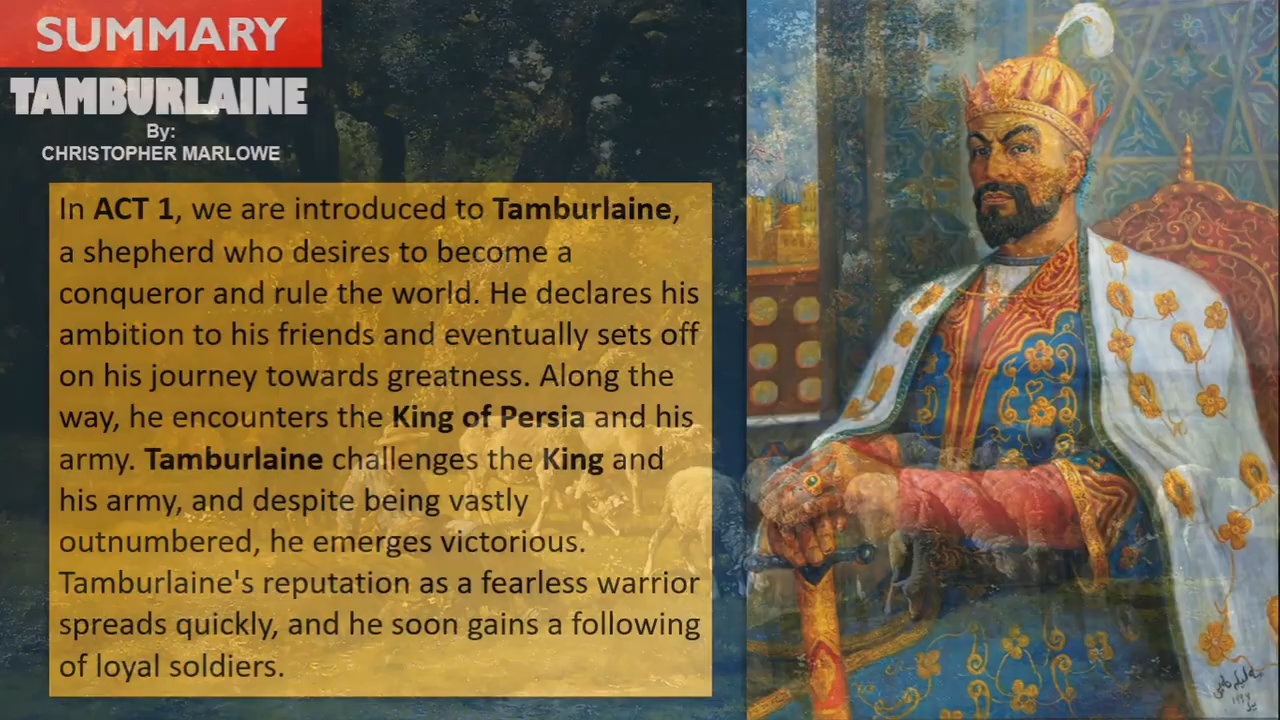 SUMMARY
TAMBURLAINE
By:
CHRISTOPHER MARLOWE
In ACT 1, we are introduced to Tamburlaine,
a shepherd who desires to become a
conqueror and rule the world. He declares his
ambition to his friends and eventually sets off
on his journey towards greatness. Along the
way, he encounters the King of Persia and his
army. Tamburlaine challenges the King and
his army, and despite being vastly
outnumbered, he emerges victorious.
Tamburlaine's reputation as a fearless warrior
spreads quickly, and he soon gains a following
of loyal soldiers.